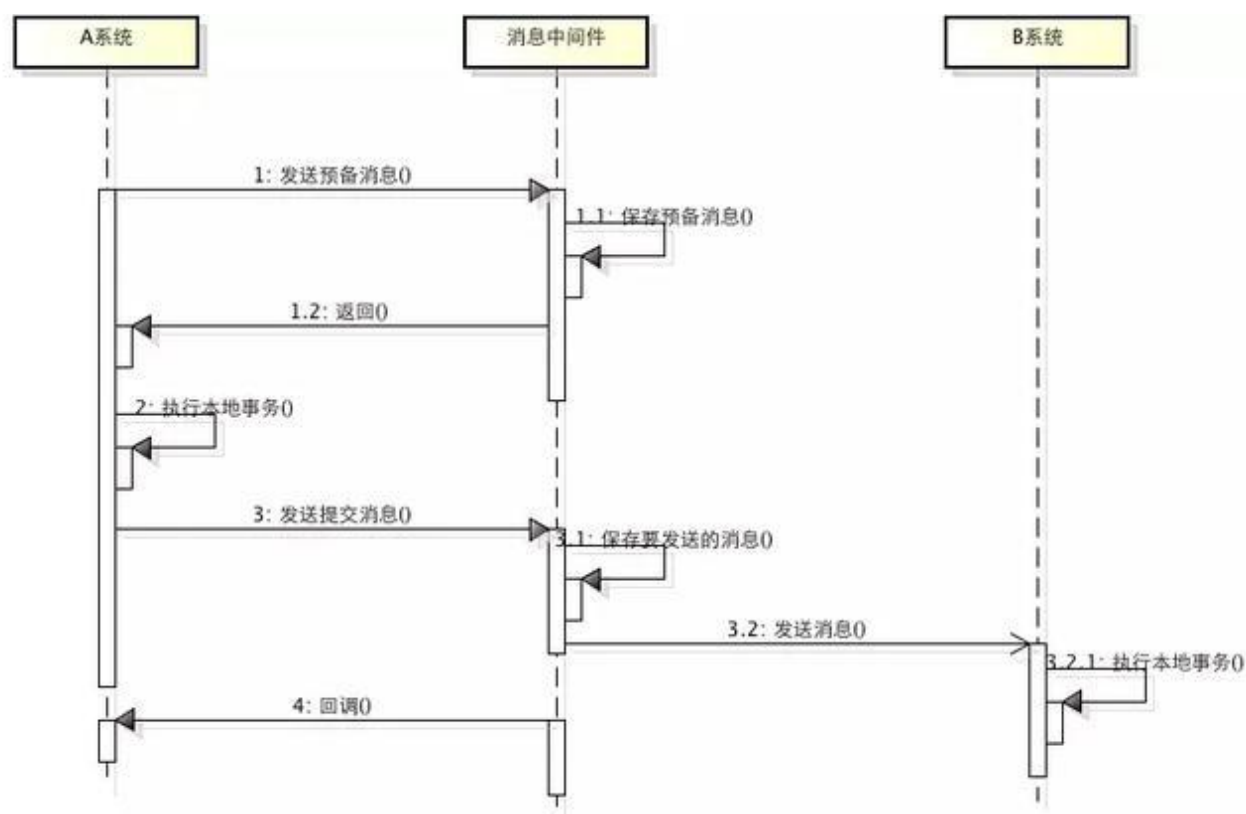 A系统
消息中间件
B系统
1: 发送预备消息()
1.1: 保存预备消息()
1.2: 返回()
2: 执行本地事务()
3: 发送提交消息()
3.1: 保存要发送的消息()
3.2: 发送消息()
3.2.1: 执行本地事务()
4: 回调()